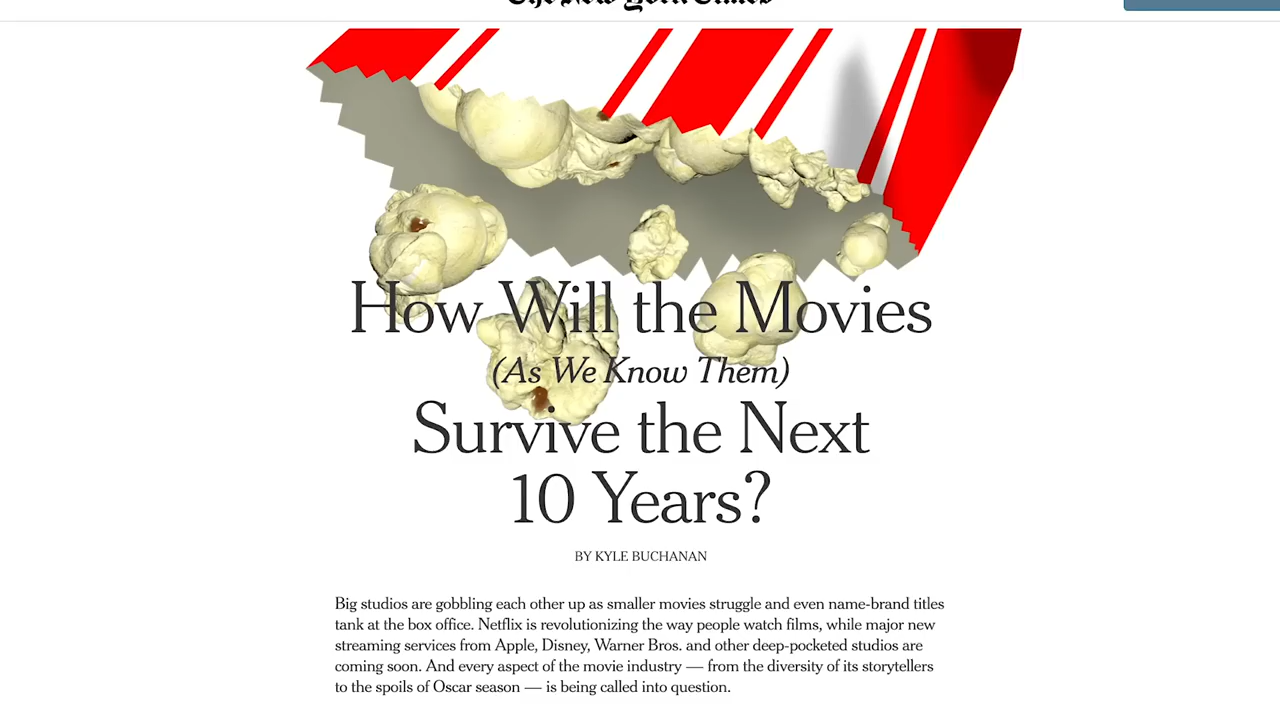 The New York Times
How Will the Movies
(As We Know Them)
Survive the Next
10 Years?
BY KYLE BUCHANAN
Big studios are gobbling each other up as smaller movies struggle and even name-brand titles
tank at the box office. Netflix is revolutionizing the way people watch films, while major new
streaming services from Apple, Disney, Warner Bros. and other deep-pocketed studios are
coming soon. And every aspect of the movie industry — from the diversity of its storytellers
to the spoils of Oscar season — is being called into question.